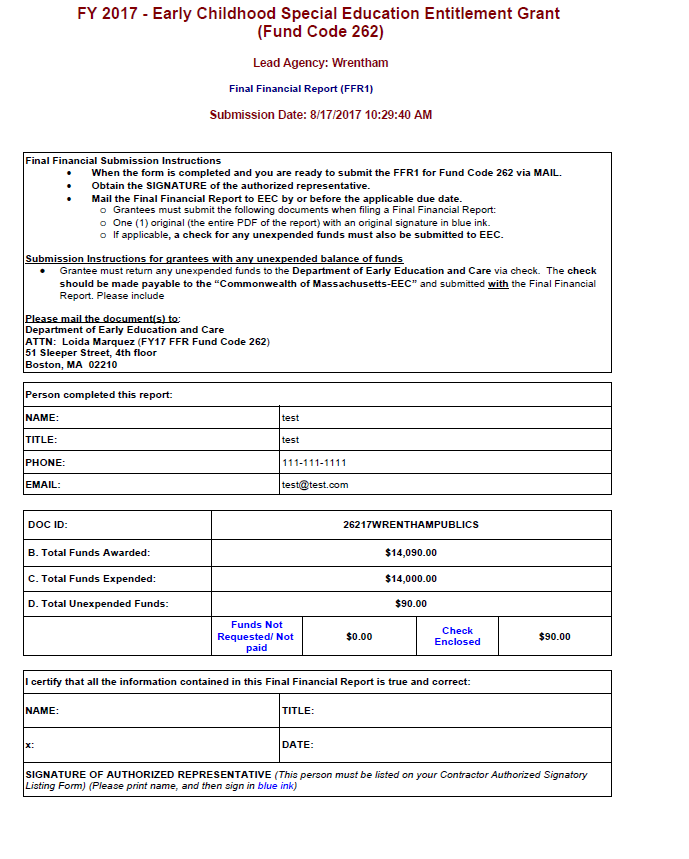 FY 2017 - Early Childhood Special Education Entitlement Grant
(Fund Code 262)
Lead Agency: Wrentham
Final Financial Report (FFR1)
Submission Date: 8/17/2017 10:29:40 AM
Final Financial Submission Instructions
• When the form is completed and you are ready to submit the FFR1 for Fund Code 262 via MAIL.
• Obtain the SIGNATURE of the authorized representative.
• Mail the Final Financial Report to EEC by or before the applicable due date.
o Grantees must submit the following documents when filing a Final Financial Report:
o One (1) original (the entire PDF of the report) with an original signature in blue ink.
o If applicable, a check for any unexpended funds must also be submitted to EEC.
Submission Instructions for grantees with any unexpended balance of funds
• Grantee must return any unexpended funds to the Department of Early Education and Care via check. The check
should be made payable to the “Commonwealth of Massachusetts-EEC” and submitted with the Final Financial
Report. Please include
Please mail the document(s) to:
Department of Early Education and Care
ATTN: Loida Marquez (FY17 FFR Fund Code 262)
51 Sleeper Street, 4th floor
Boston, MA 02210
Person completed this report:
NAME: test
TITLE: test
PHONE: 111-111-1111
EMAIL: test@test.com
DOC ID: 26217WRENTHAMPUBLICS
B. Total Funds Awarded: $14,090.00
C. Total Funds Expended: $14,000.00
D. Total Unexpended Funds: $90.00
Funds Not
Requested/ Not
paid
$0.00
Check
Enclosed
$90.00
I certify that all the information contained in this Final Financial Report is true and correct:
NAME: TITLE:
x: DATE:
SIGNATURE OF AUTHORIZED REPRESENTATIVE (This person must be listed on your Contractor Authorized Signatory
Listing Form) (Please print name, and then sign in blue ink)